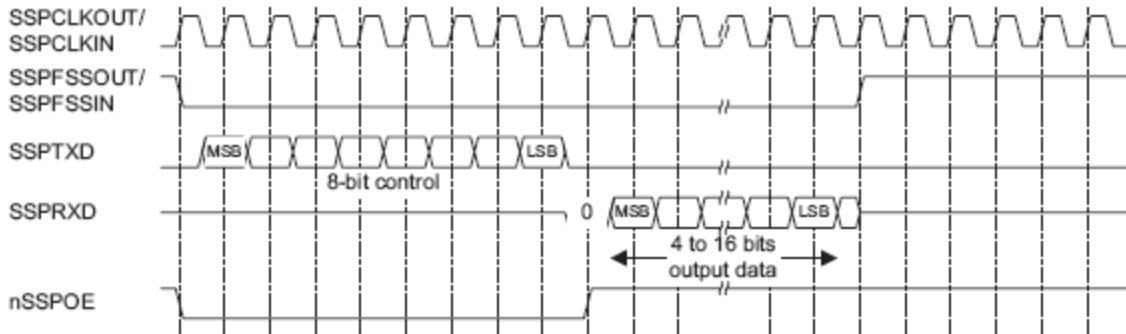 SSPCLKOUT/
SSPCLKIN
SSPFSSOUT/
SSPFSSIN
SSPTXD
MSB
LSB
8-bit control
SSPRXD
0
MSB
LSB
4 to 16 bits
output data
nSSPOE